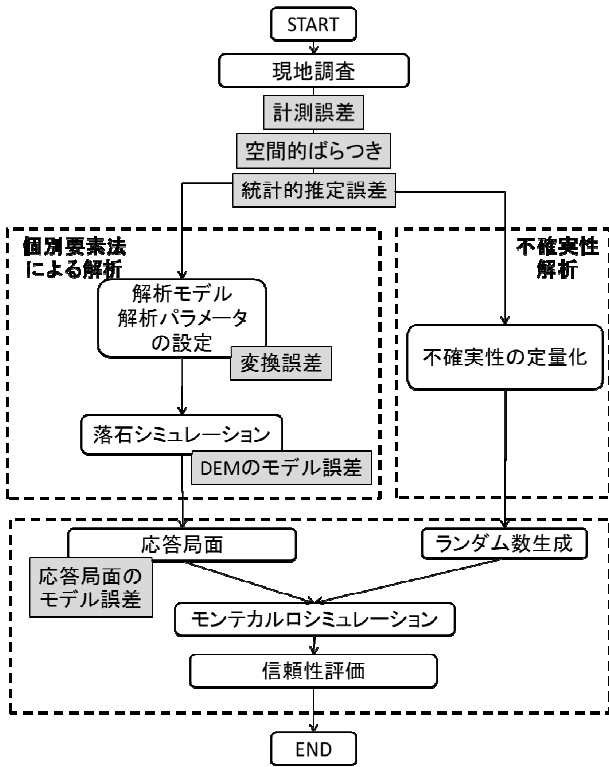 START
現地調査
計測誤差
空間的ばらつき
統計的推定誤差
個別要素法
による解析
解析モデル
解析パラメータ
の設定
変換誤差
落石シミュレーション
DEMのモデル誤差
不確実性
解析
不確実性の定量化
応答局面
応答局面の
モデル誤差
ランダム数生成
モンテカルロシミュレーション
信頼性評価
END